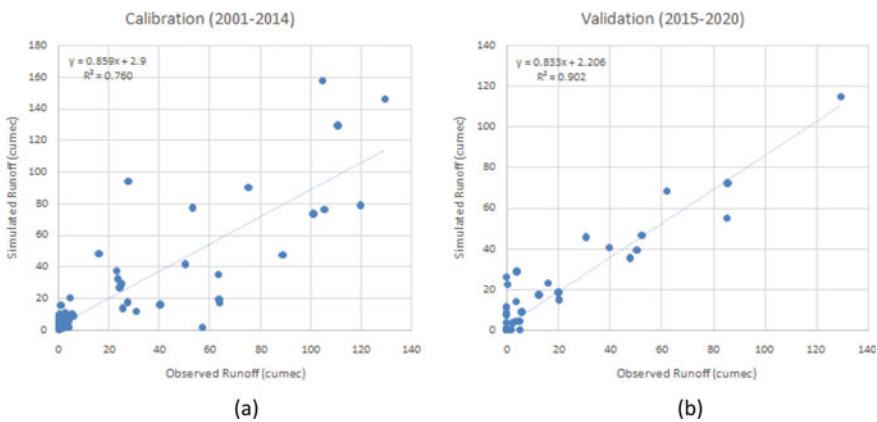 Calibration (2001-2014)
y = 0.859x + 2.9
R² = 0.760
Simulated Runoff (cumec)
180
160
140
120
100
80
60
40
20
0
0 20 40 60 80 100 120 140
Observed Runoff (cumec)
(a)
Validation (2015-2020)
y = 0.833x + 2.206
R² = 0.902
Simulated Runoff (cumec)
140
120
100
80
60
40
20
0
0 20 40 60 80 100 120 140
Observed Runoff (cumec)
(b)